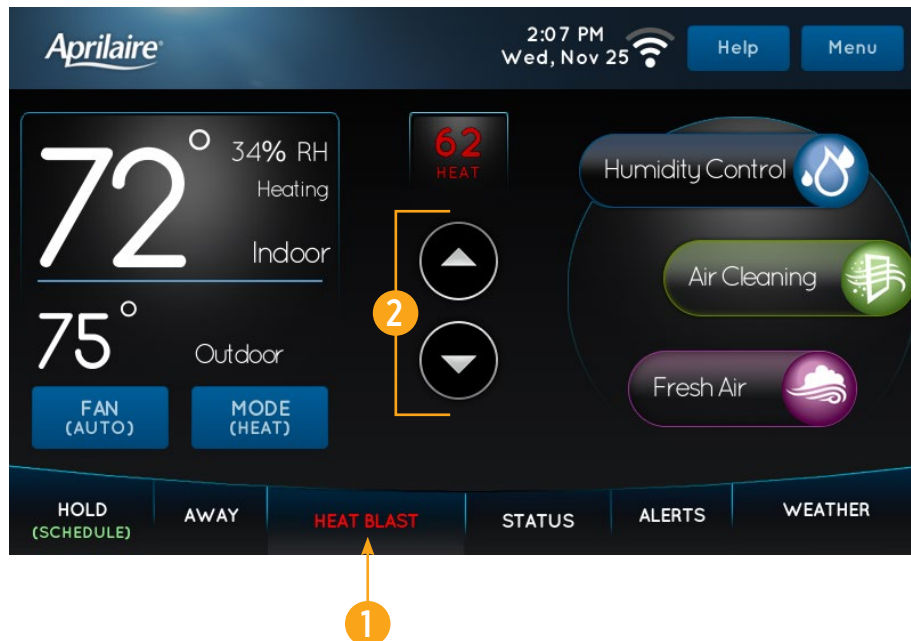 Aprilaire®
2:07 PM
Wed, Nov 25
Help
Menu
72°
34% RH
Heating
Indoor
75°
Outdoor
FAN
(AUTO)
MODE
(HEAT)
62
HEAT
2
Humidity Control
Air Cleaning
Fresh Air
HOLD
(SCHEDULE)
AWAY
HEAT BLAST
STATUS
ALERTS
WEATHER
1